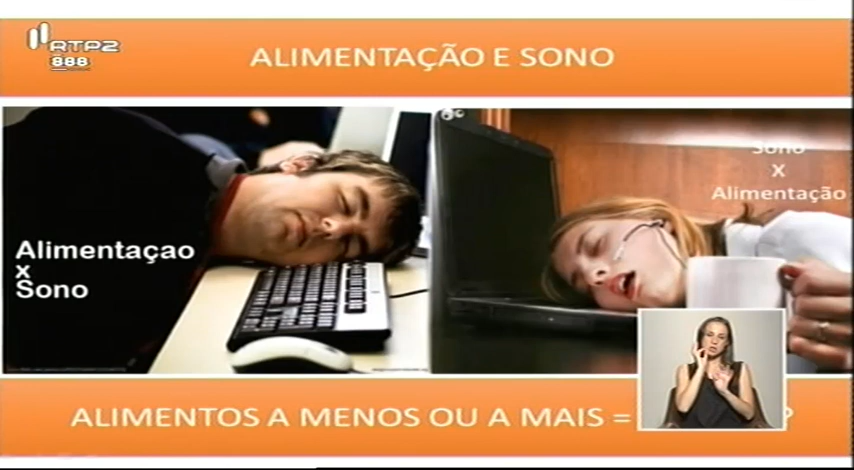 RTP2
888
ALIMENTAÇÃO E SONO
Alimentaçao
x
Sono
Sono
X
Alimentação
ALIMENTOS A MENOS OU A MAIS = ?